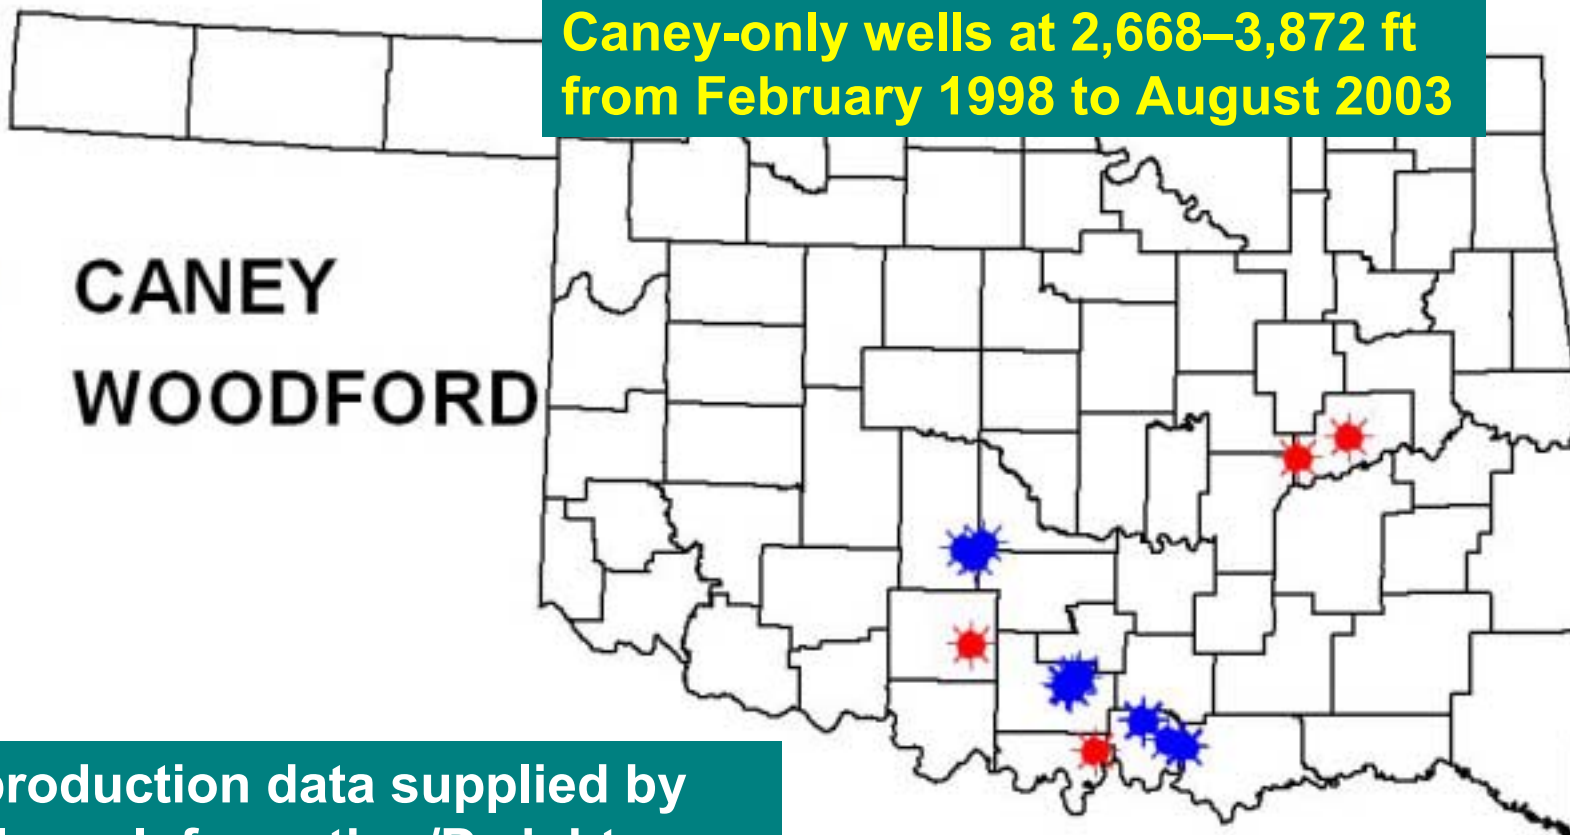 Caney-only wells at 2,668–3,872 ft
from February 1998 to August 2003
CANEY
WOODFORD
production data supplied by